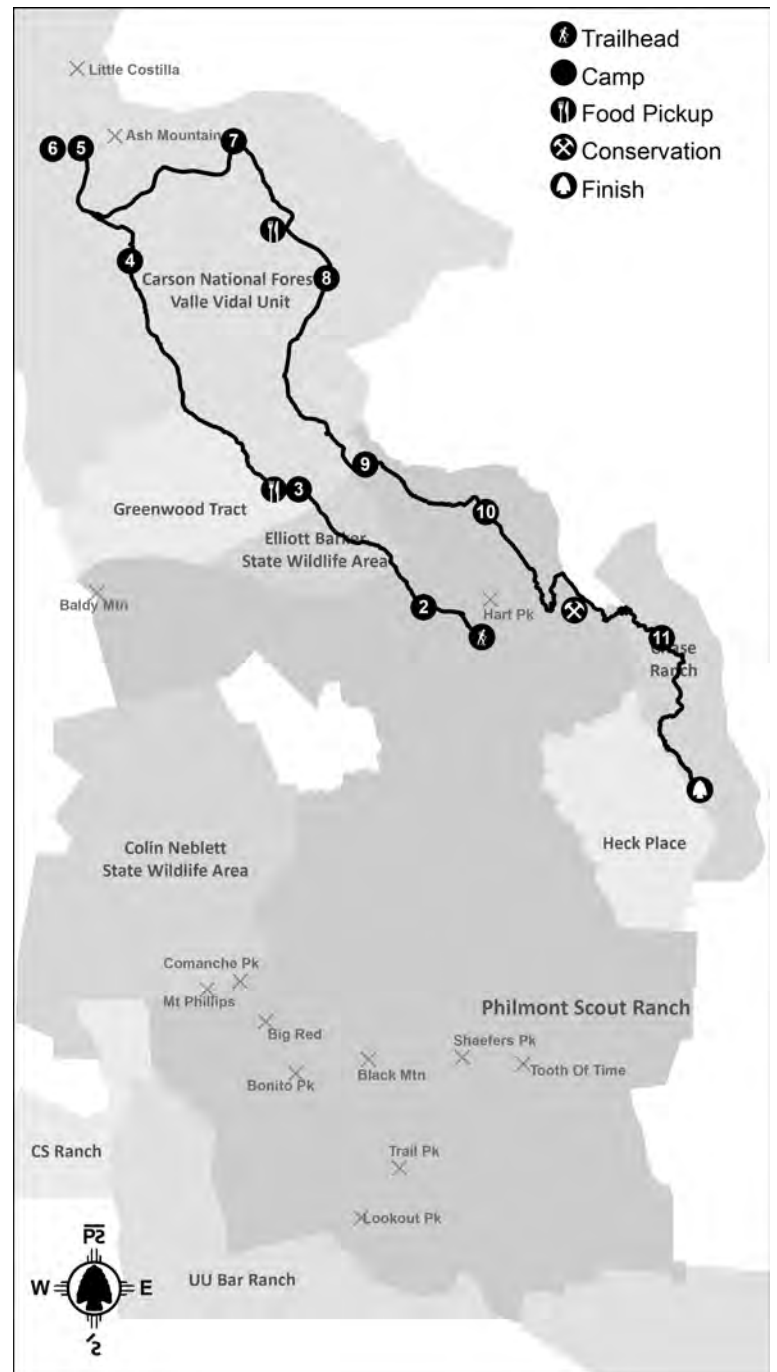 Trailhead
Camp
Food Pickup
Conservation
Finish
Little Costilla
Ash Mountain
6 5
7
4
8
Carson National Fores
Valle Vidal Unit
9
3
Greenwood Tract
10
Elliott Barker
State Wildlife Area
Baldy Mtn
Hart Pk
2
11
Chase
Ranch
Heck Place
Colín Neblett
State Wildlife Area
Comanche Pk
Mt Phillips
Philmont Scout Ranch
Big Red
Shaefers Pk
Black Mtn
Tooth Of Time
Bonito Pk
CS Ranch
Trail Pk
Lookout Pk
W E
UU Bar Ranch